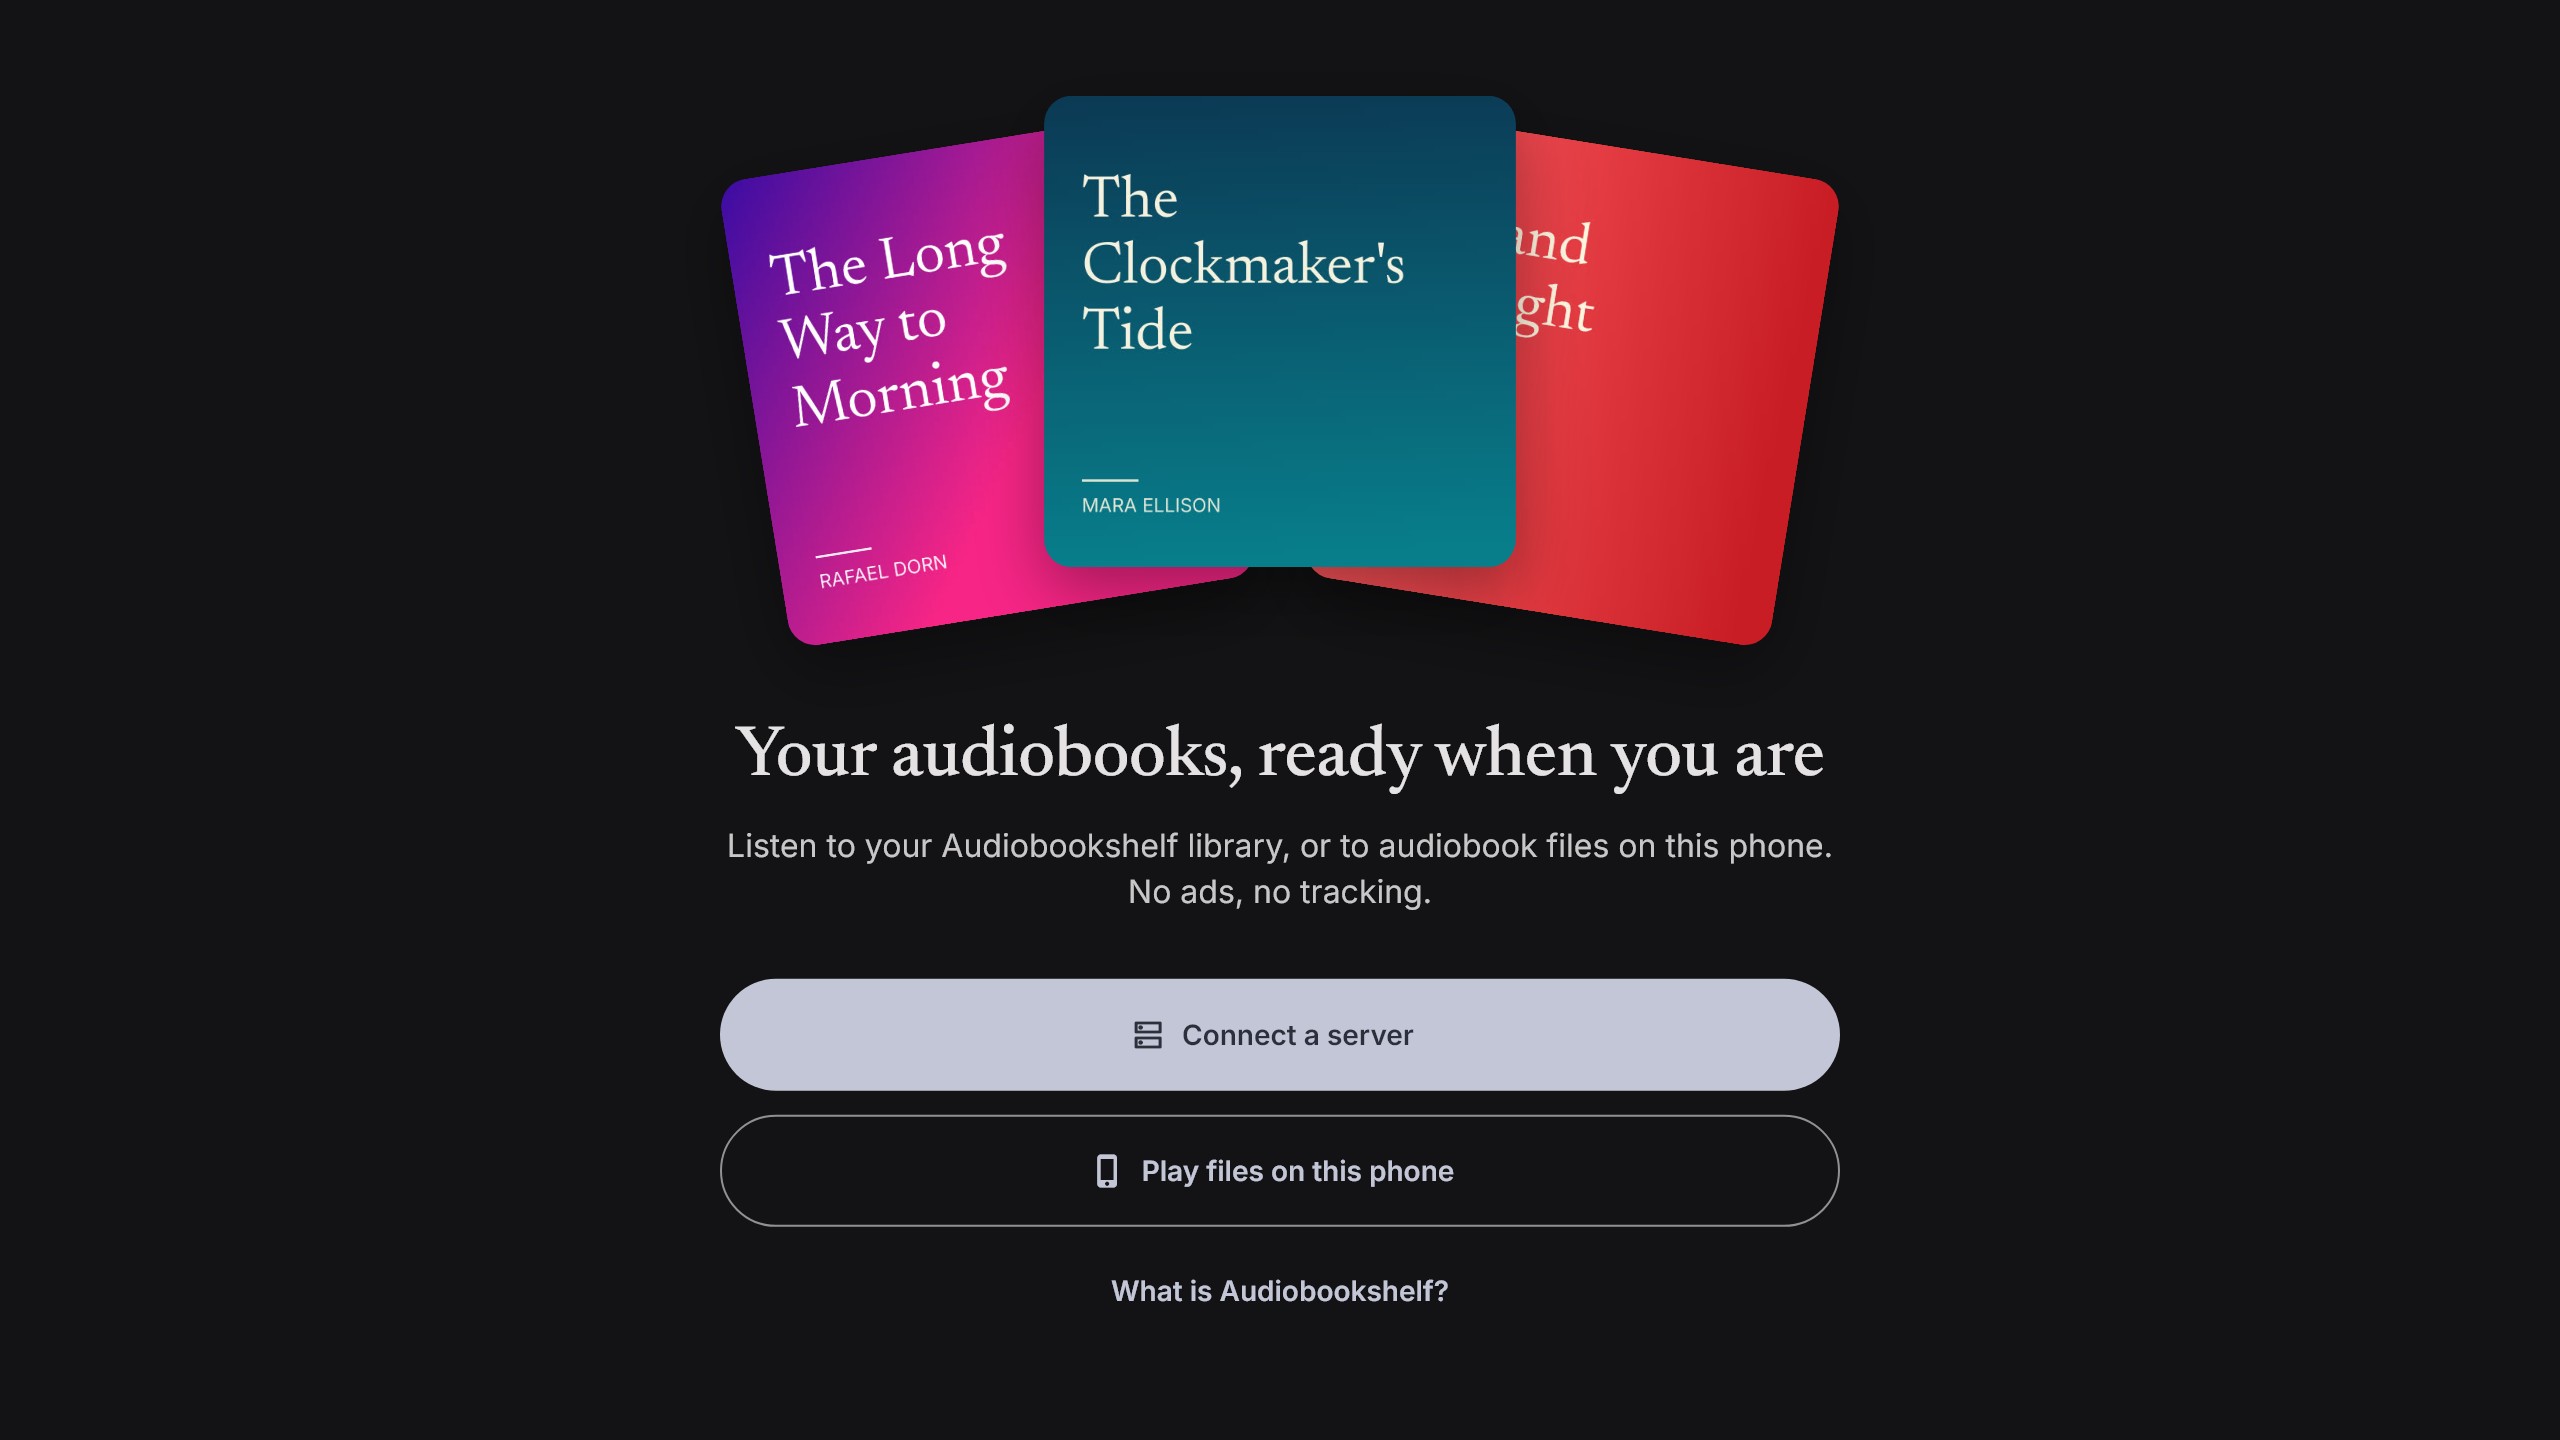 The Long
Way to
Morning
RAFAEL DORN
The
Clockmaker's
Tide
MARA ELLISON
and
ght
Your audiobooks, ready when you are
Listen to your Audiobookshelf library, or to audiobook files on this phone.
No ads, no tracking.
Connect a server
Play files on this phone
What is Audiobookshelf?